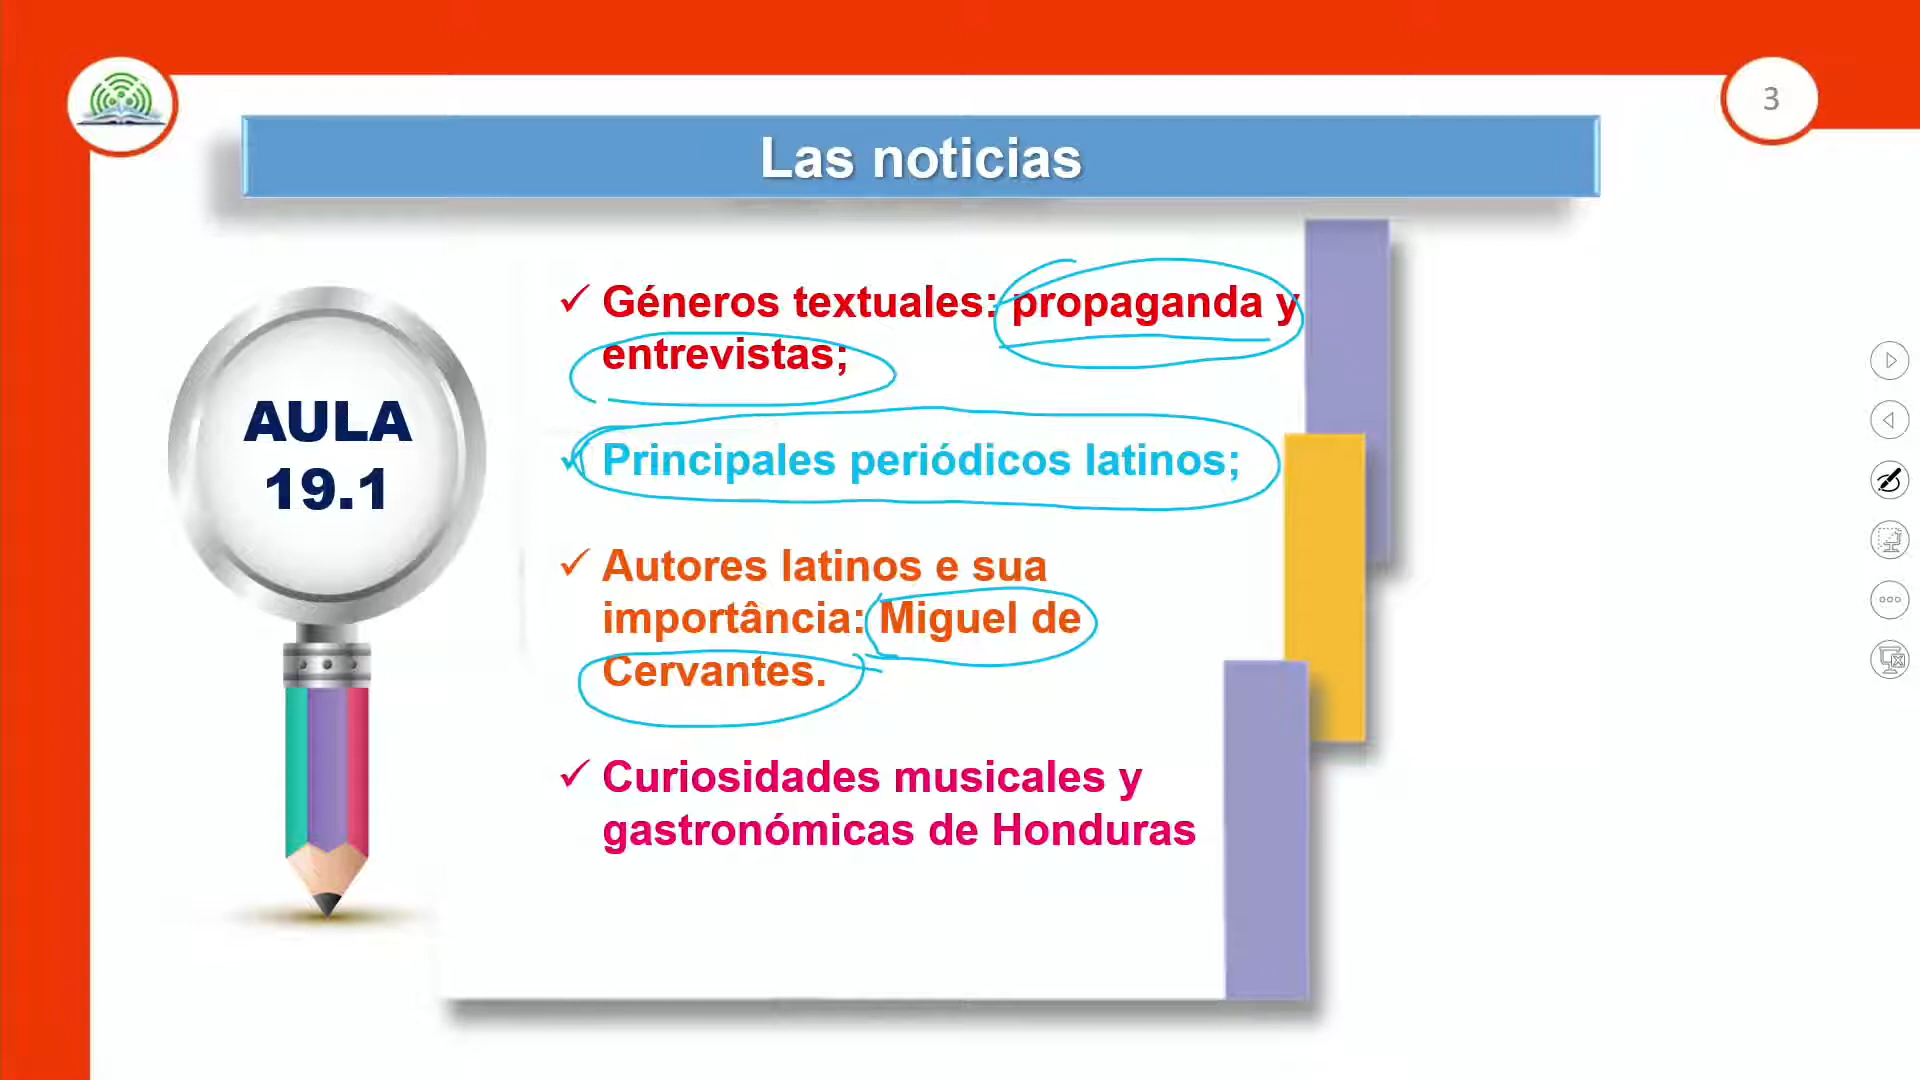 3
Las noticias
AULA
19.1
✓ Géneros textuales: propaganda y
entrevistas;
✓ Principales periódicos latinos;
✓ Autores latinos e sua
importância: Miguel de
Cervantes.
✓ Curiosidades musicales y
gastronómicas de Honduras